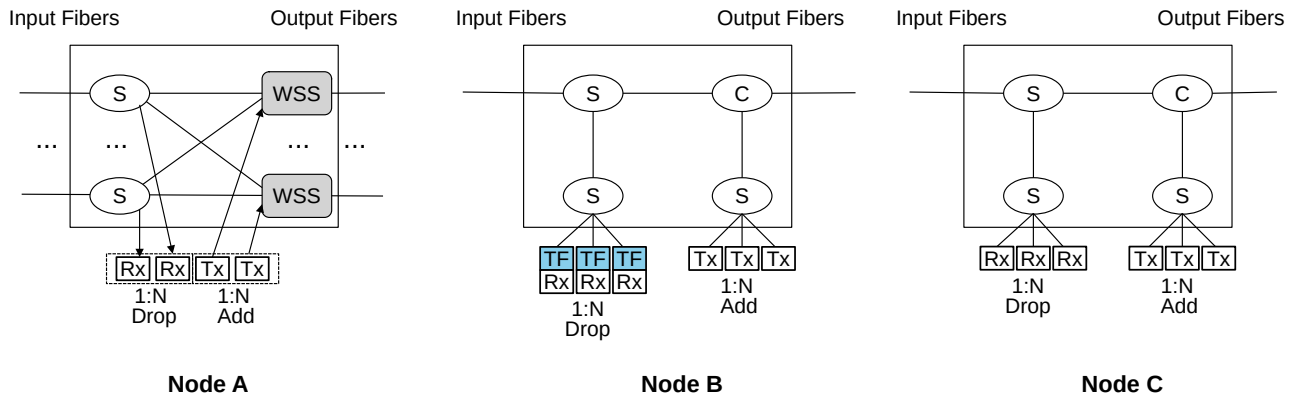 Input Fibers Output Fibers
S WSS
... ... ... ...
S WSS
Rx Rx Tx Tx
1:N 1:N
Drop Add
Node A
Input Fibers Output Fibers
S C
S S
TF TF TF Tx Tx Tx
Rx Rx Rx 1:N
1:N Add
Drop
Node B
Input Fibers Output Fibers
S C
S S
Rx Rx Rx Tx Tx Tx
1:N 1:N
Drop Add
Node C